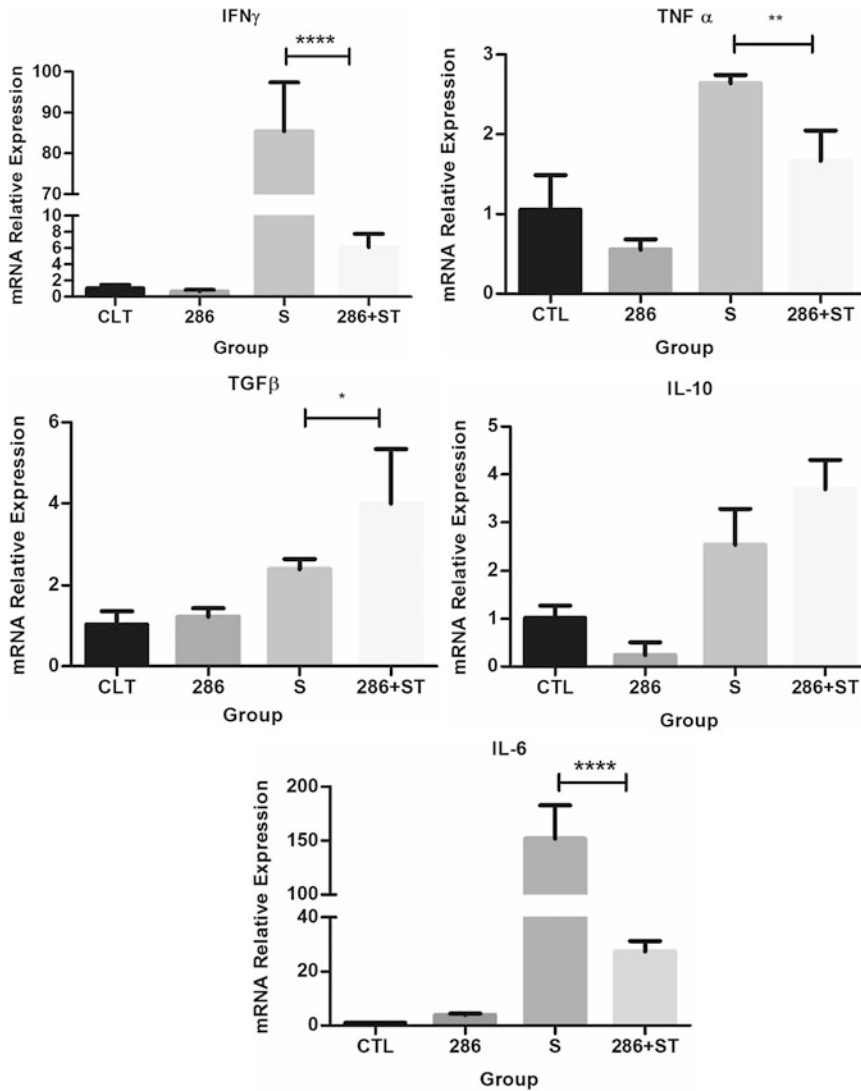 IFNγ
****
mRNA Relative Expression
100
90
80
70
10
8
6
4
2
0
CLT 286 S 286+ST
Group
TNF α
**
mRNA Relative Expression
3
2
1
0
CTL 286 S 286+ST
Group
TGFβ
*
mRNA Relative Expression
6
4
2
0
CLT 286 S 286+ST
Group
IL-10
mRNA Relative Expression
5
4
3
2
1
0
CTL 286 S 286+ST
Group
IL-6
****
mRNA Relative Expression
200
150
100
40
20
0
CTL 286 S 286+ST
Group